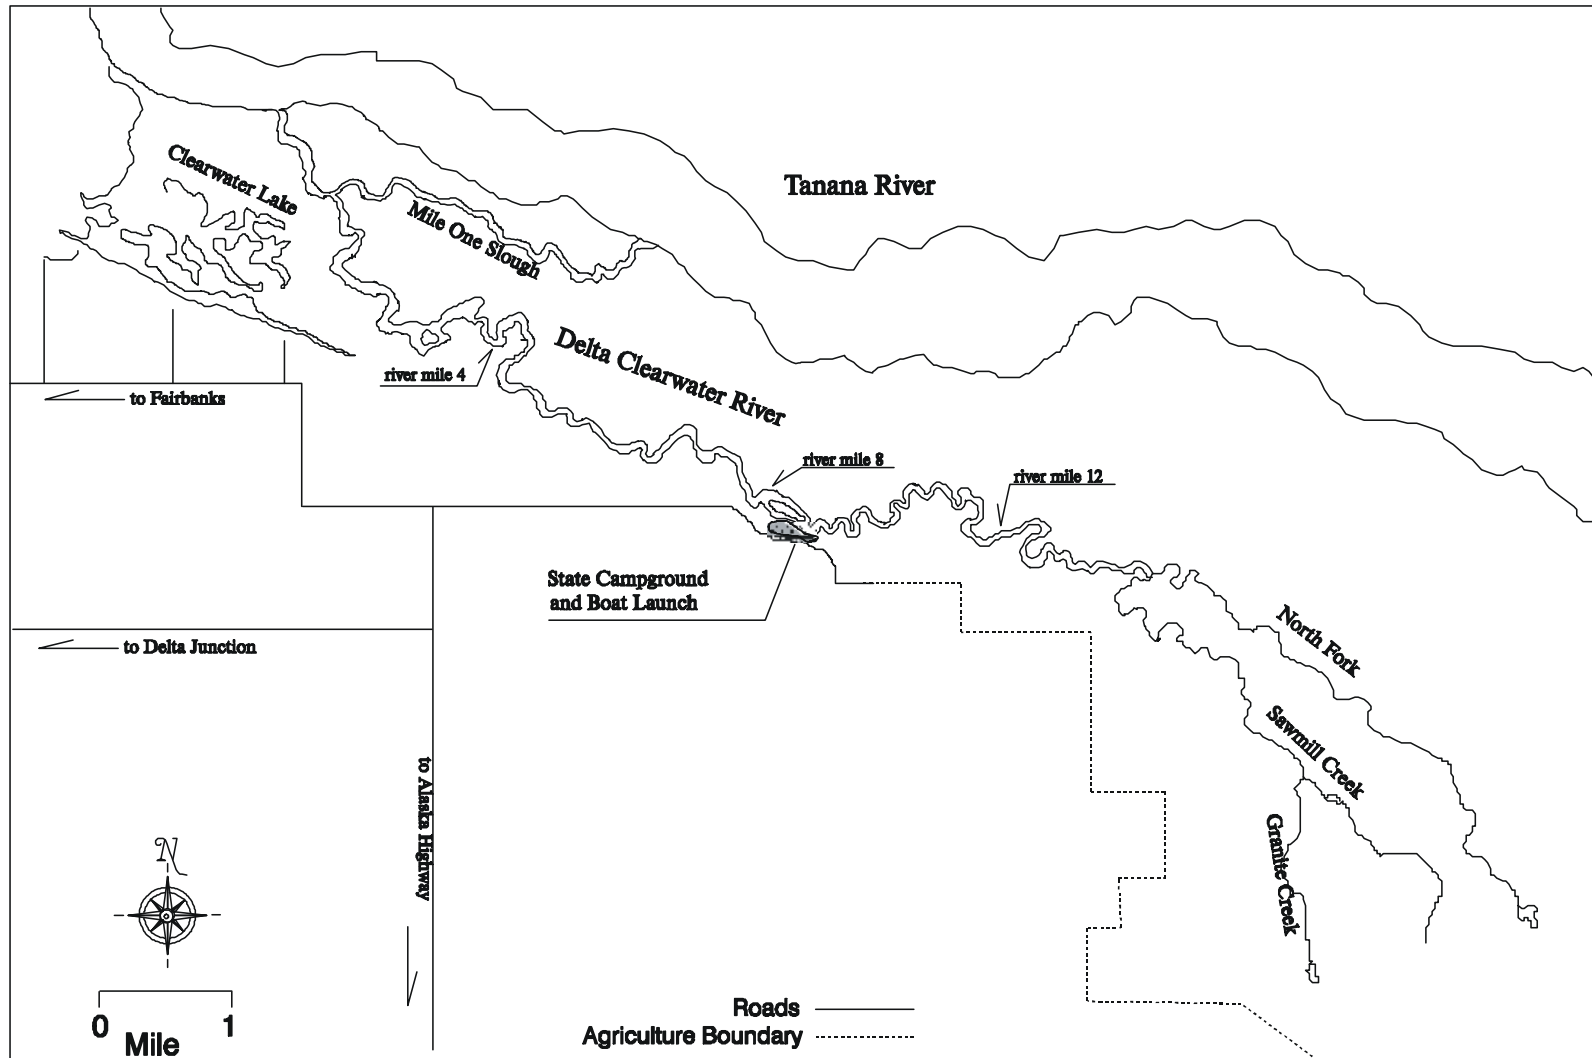 Clearwater Lake
Tanana River
Mile One Slough
Delta Clearwater River
river mile 4
to Fairbanks
river mile 8
river mile 12
State Campground
and Boat Launch
North Fork
to Delta Junction
Sawmill Creek
to Alaska Highway
Granite Creek
N
0 1
Mile
Roads
Agriculture Boundary